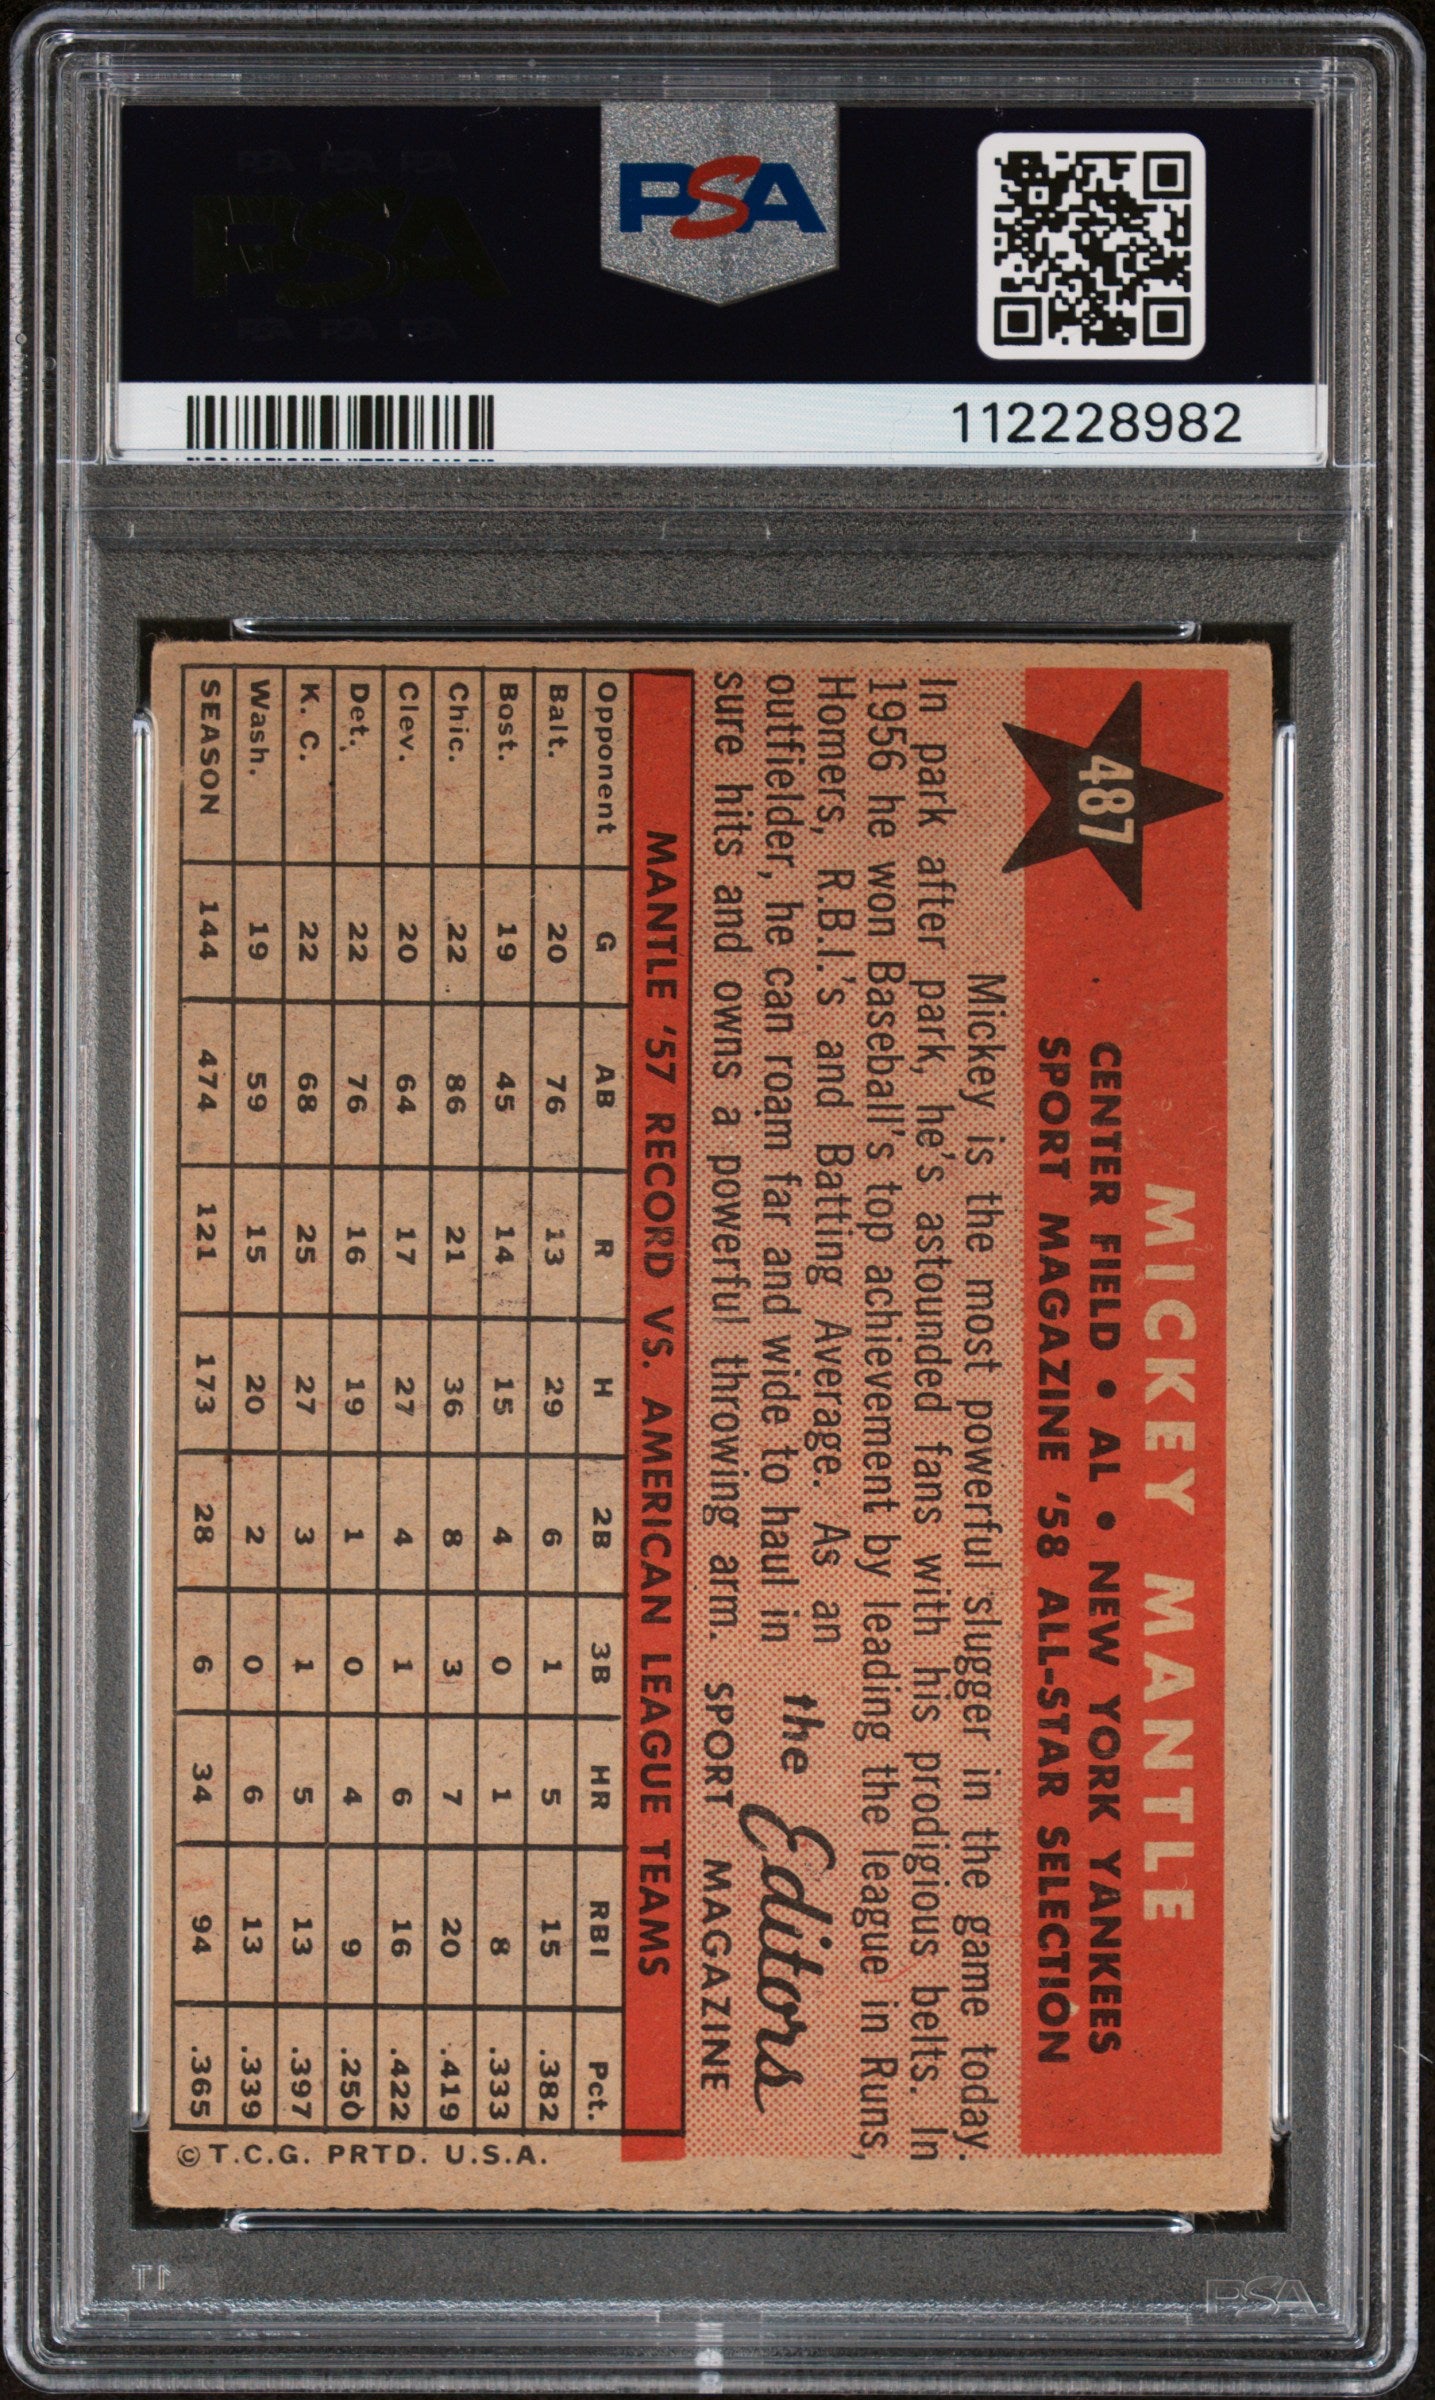 PSA
112228982
487
MICKEY MANTLE
CENTER FIELD • AL • NEW YORK YANKEES
SPORT MAGAZINE '58 ALL-STAR SELECTION
Mickey is the most powerful slugger in the game today.
In park after park, he's astounded fans with his prodigious belts. In
1956 he won Baseball's top achievement by leading the league in Runs,
Homers, R.B.I.'s and Batting Average. As an
outfielder, he can roam far and wide to haul in
sure hits and owns a powerful throwing arm.
the Editors
SPORT MAGAZINE
MANTLE '57 RECORD VS. AMERICAN LEAGUE TEAMS
Opponent G AB R H 2B 3B HR RBI Pct.
Balt. 20 76 13 29 6 1 5 15 .382
Bost. 19 45 14 15 4 0 1 8 .333
Chic. 22 86 21 36 8 3 7 20 .419
Clev. 20 64 17 27 4 1 6 16 .422
Det. 22 76 16 19 1 0 4 9 .250
K. C. 22 68 25 27 3 1 5 13 .397
Wash. 19 59 15 20 2 0 6 13 .339
SEASON 144 474 121 173 28 6 34 94 .365
© T.C.G. PRTD. U.S.A.
PSA